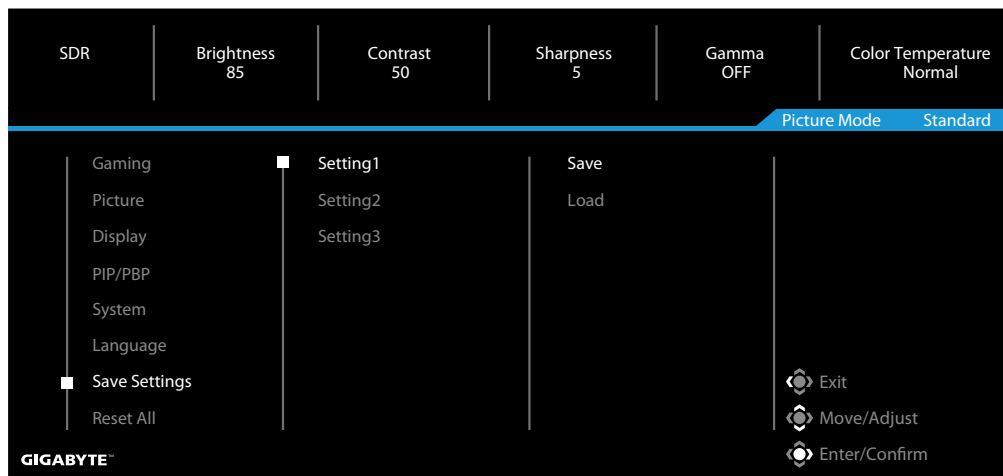 SDR
Brightness
85
Contrast
50
Sharpness
5
Gamma
OFF
Color Temperature
Normal
Picture Mode Standard
Gaming
Picture
Display
PIP/PBP
System
Language
Save Settings
Reset All
Setting1
Setting2
Setting3
Save
Load
Exit
Move/Adjust
Enter/Confirm
GIGABYTE™